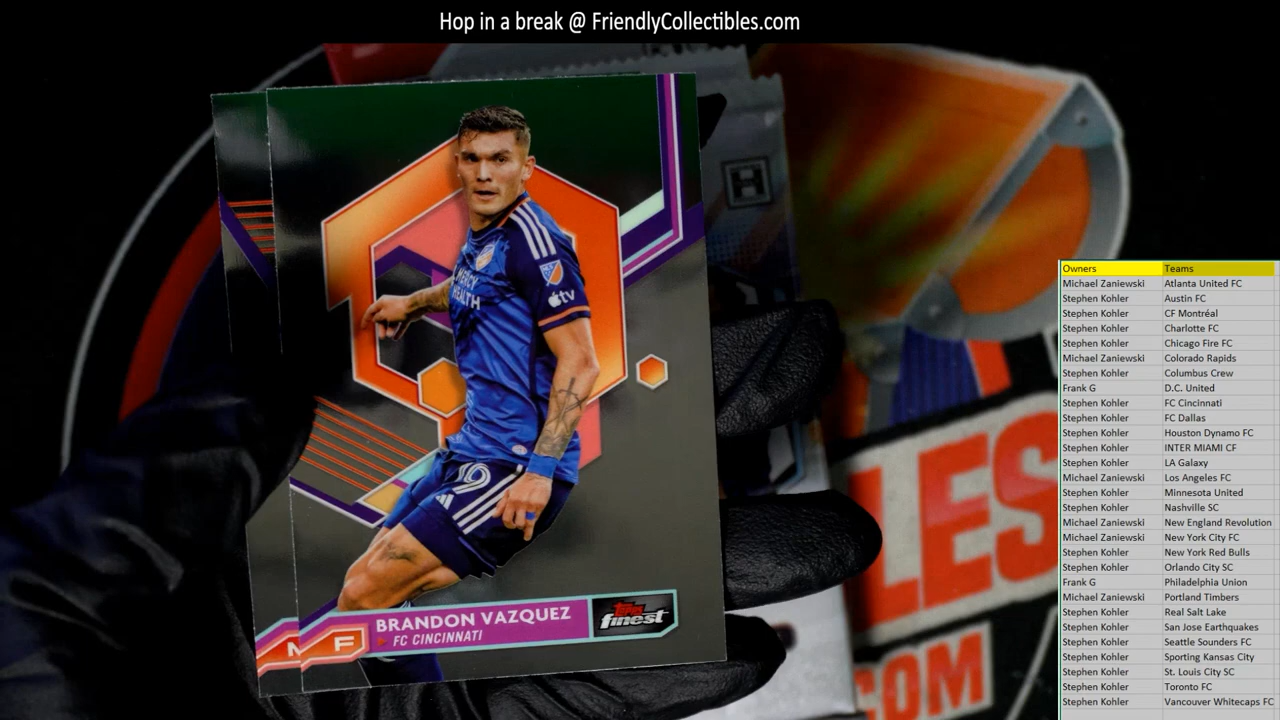 Hop in a break @ FriendlyCollectibles.com
H
MERCY
HEALTH
tv
9
M
F
BRANDON VAZQUEZ
FC CINCINNATI
Topps
finest
LES
COM
Owners Teams
Michael Zaniewski Atlanta United FC
Stephen Kohler Austin FC
Stephen Kohler CF Montréal
Stephen Kohler Charlotte FC
Stephen Kohler Chicago Fire FC
Michael Zaniewski Colorado Rapids
Stephen Kohler Columbus Crew
Frank G D.C. United
Stephen Kohler FC Cincinnati
Stephen Kohler FC Dallas
Stephen Kohler Houston Dynamo FC
Stephen Kohler INTER MIAMI CF
Stephen Kohler LA Galaxy
Michael Zaniewski Los Angeles FC
Stephen Kohler Minnesota United
Stephen Kohler Nashville SC
Michael Zaniewski New England Revolution
Michael Zaniewski New York City FC
Stephen Kohler New York Red Bulls
Stephen Kohler Orlando City SC
Frank G Philadelphia Union
Michael Zaniewski Portland Timbers
Stephen Kohler Real Salt Lake
Stephen Kohler San Jose Earthquakes
Stephen Kohler Seattle Sounders FC
Stephen Kohler Sporting Kansas City
Stephen Kohler St. Louis City SC
Stephen Kohler Toronto FC
Stephen Kohler Vancouver Whitecaps FC